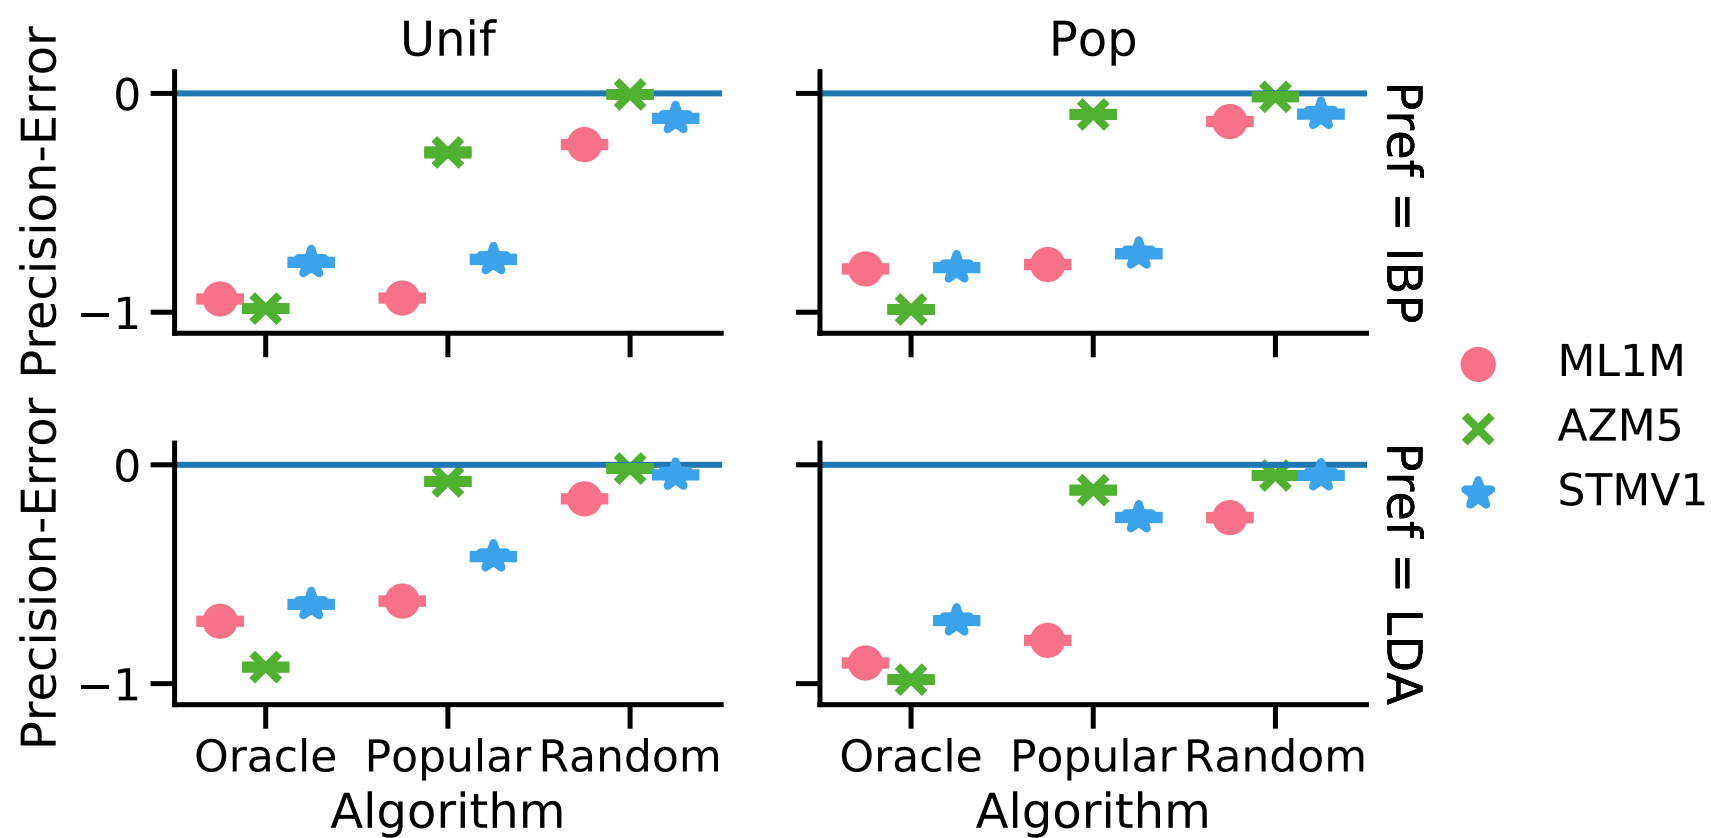 Unif
Pop
Precision-Error
0
−1
Pref = IBP
Precision-Error
0
−1
Pref = LDA
ML1M
AZM5
STMV1
Oracle Popular Random
Oracle Popular Random
Algorithm
Algorithm